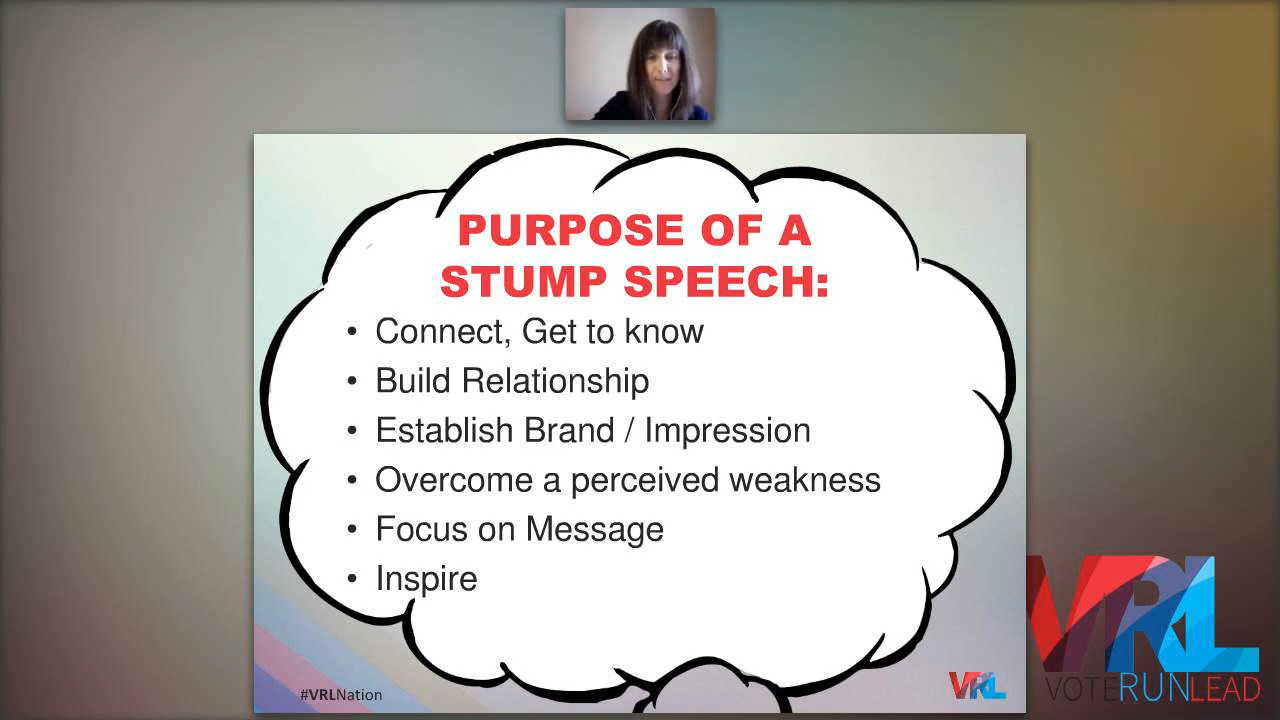 PURPOSE OF A
STUMP SPEECH:
• Connect, Get to know
• Build Relationship
• Establish Brand / Impression
• Overcome a perceived weakness
• Focus on Message
• Inspire
#VRLNation
VRL
VRL
VOTERUNLEAD